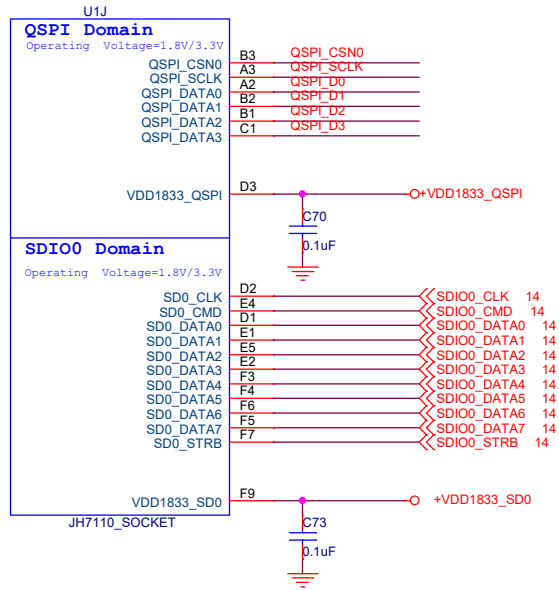 U1J
QSPI Domain
Operating Voltage=1.8V/3.3V
QSPI_CSN0 B3 QSPI_CSN0
QSPI_SCLK A3 QSPI_SCLK
QSPI_DATA0 A2 QSPI_D0
QSPI_DATA1 B2 QSPI_D1
QSPI_DATA2 B1 QSPI_D2
QSPI_DATA3 C1 QSPI_D3
VDD1833_QSPI D3 +VDD1833_QSPI
C70
0.1uF
SDIO0 Domain
Operating Voltage=1.8V/3.3V
SD0_CLK D2 SDIO0_CLK 14
SD0_CMD E4 SDIO0_CMD 14
SD0_DATA0 D1 SDIO0_DATA0 14
SD0_DATA1 E1 SDIO0_DATA1 14
SD0_DATA2 E5 SDIO0_DATA2 14
SD0_DATA3 E2 SDIO0_DATA3 14
SD0_DATA4 F3 SDIO0_DATA4 14
SD0_DATA5 F4 SDIO0_DATA5 14
SD0_DATA6 F6 SDIO0_DATA6 14
SD0_DATA7 F5 SDIO0_DATA7 14
SD0_STRB F7 SDIO0_STRB 14
VDD1833_SD0 F9 +VDD1833_SD0
JH7110_SOCKET
C73
0.1uF